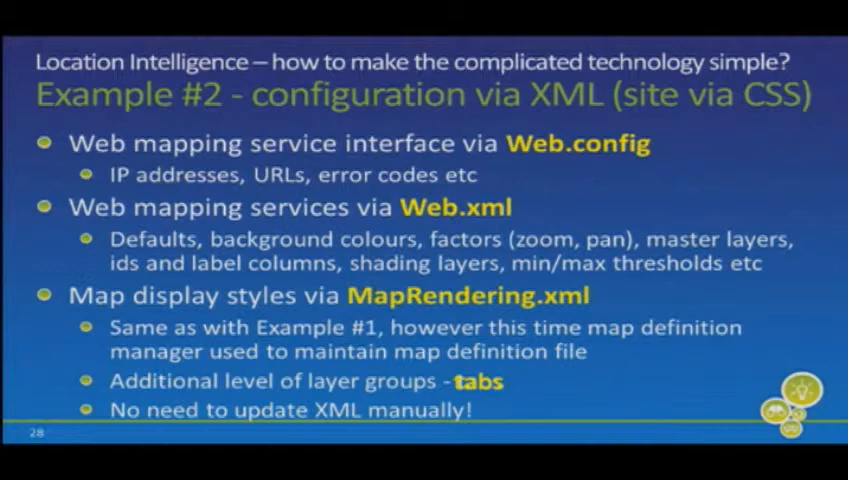 Location Intelligence – how to make the complicated technology simple?
Example #2 - configuration via XML (site via CSS)
Web mapping service interface via Web.config
IP addresses, URLs, error codes etc
Web mapping services via Web.xml
Defaults, background colours, factors (zoom, pan), master layers,
ids and label columns, shading layers, min/max thresholds etc
Map display styles via MapRendering.xml
Same as with Example #1, however this time map definition
manager used to maintain map definition file
Additional level of layer groups - tabs
No need to update XML manually!
28